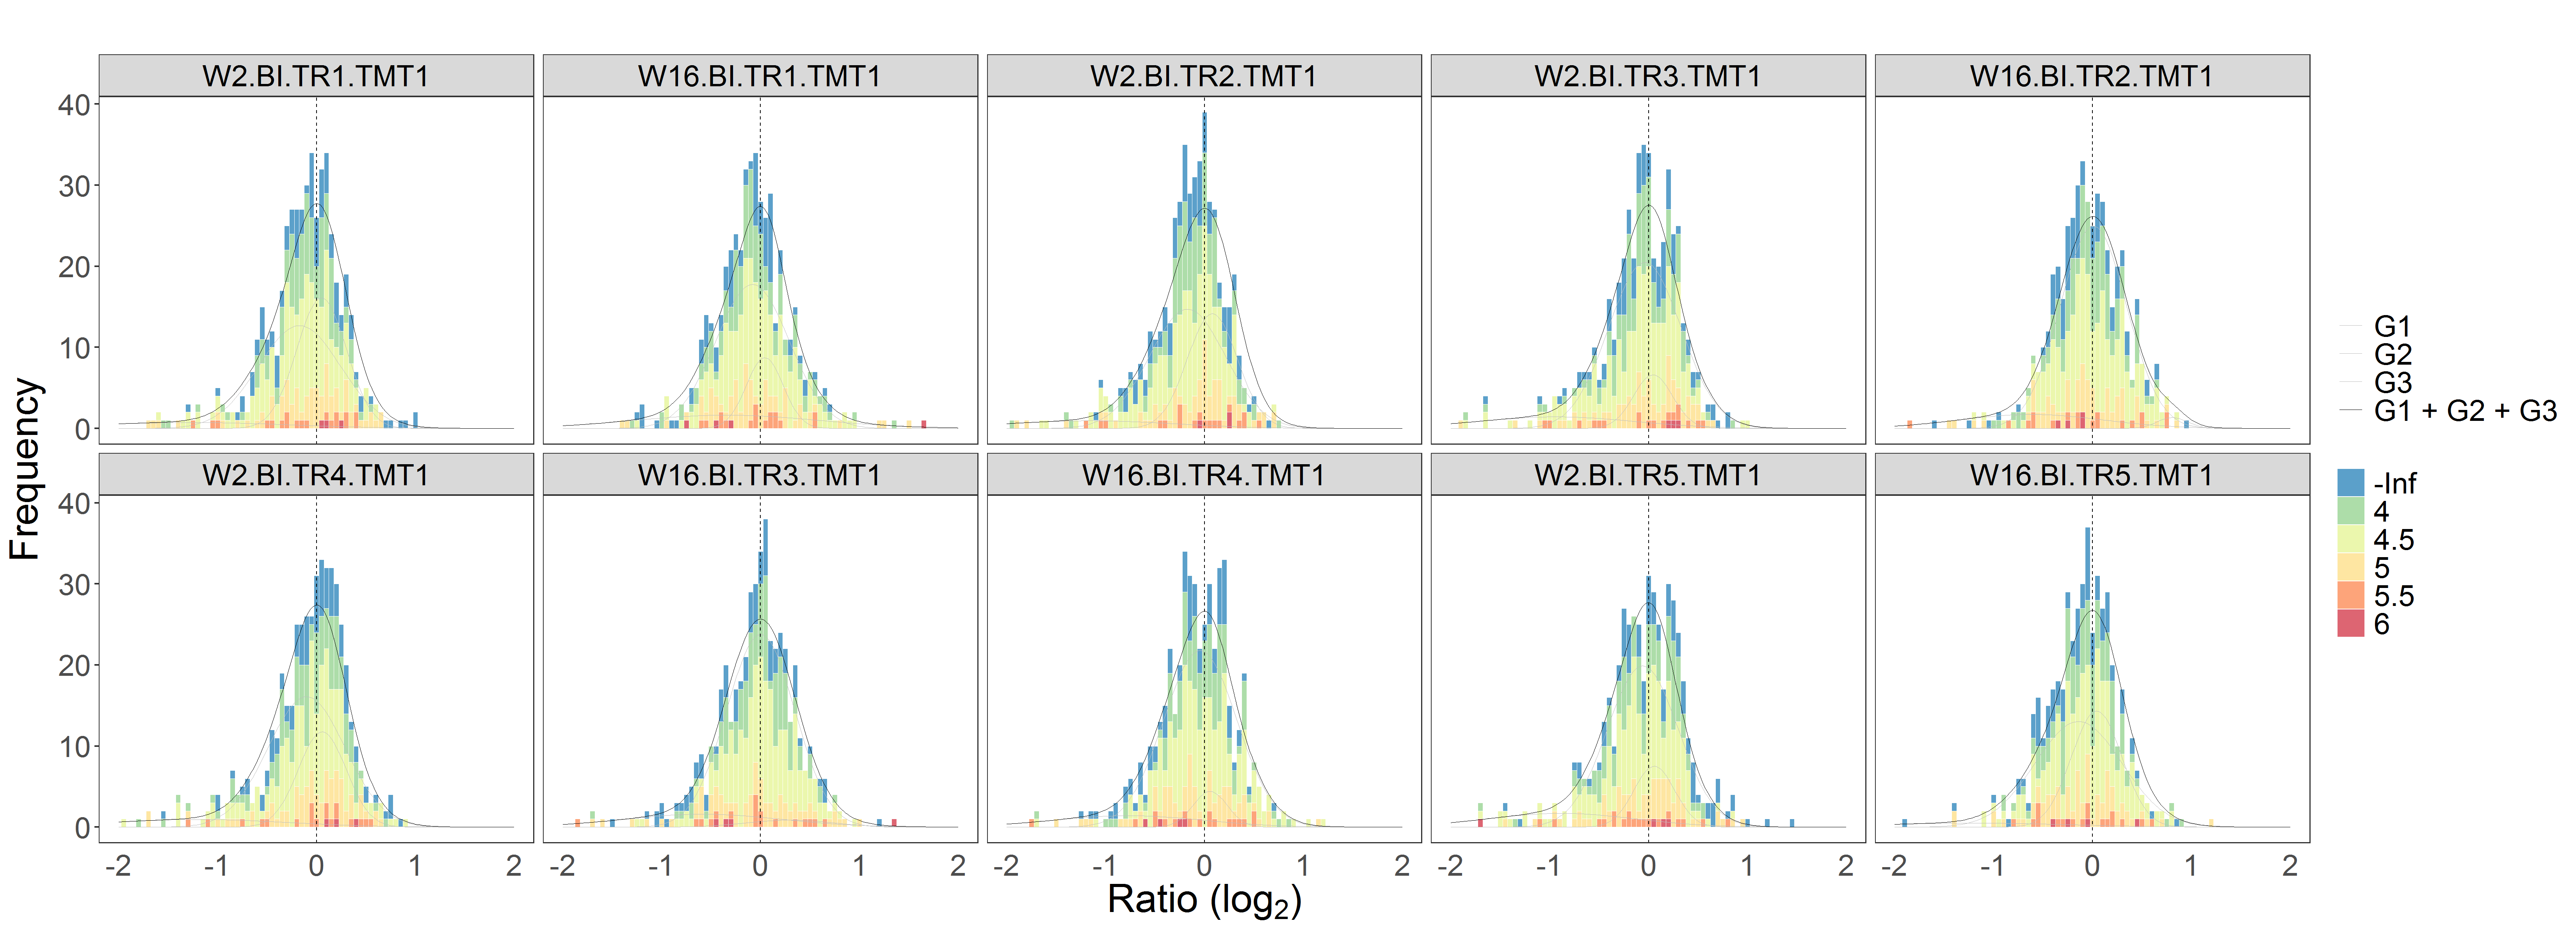 W2.BI.TR1.TMT1 W16.BI.TR1.TMT1 W2.BI.TR2.TMT1 W2.BI.TR3.TMT1 W16.BI.TR2.TMT1
40
30
20
10
0
W2.BI.TR4.TMT1 W16.BI.TR3.TMT1 W16.BI.TR4.TMT1 W2.BI.TR5.TMT1 W16.BI.TR5.TMT1
40
30
20
10
0
-2 -1 0 1 2 -2 -1 0 1 2 -2 -1 0 1 2 -2 -1 0 1 2 -2 -1 0 1 2
Ratio (log₂)
Frequency
G1
G2
G3
G1 + G2 + G3
-Inf
4
4.5
5
5.5
6